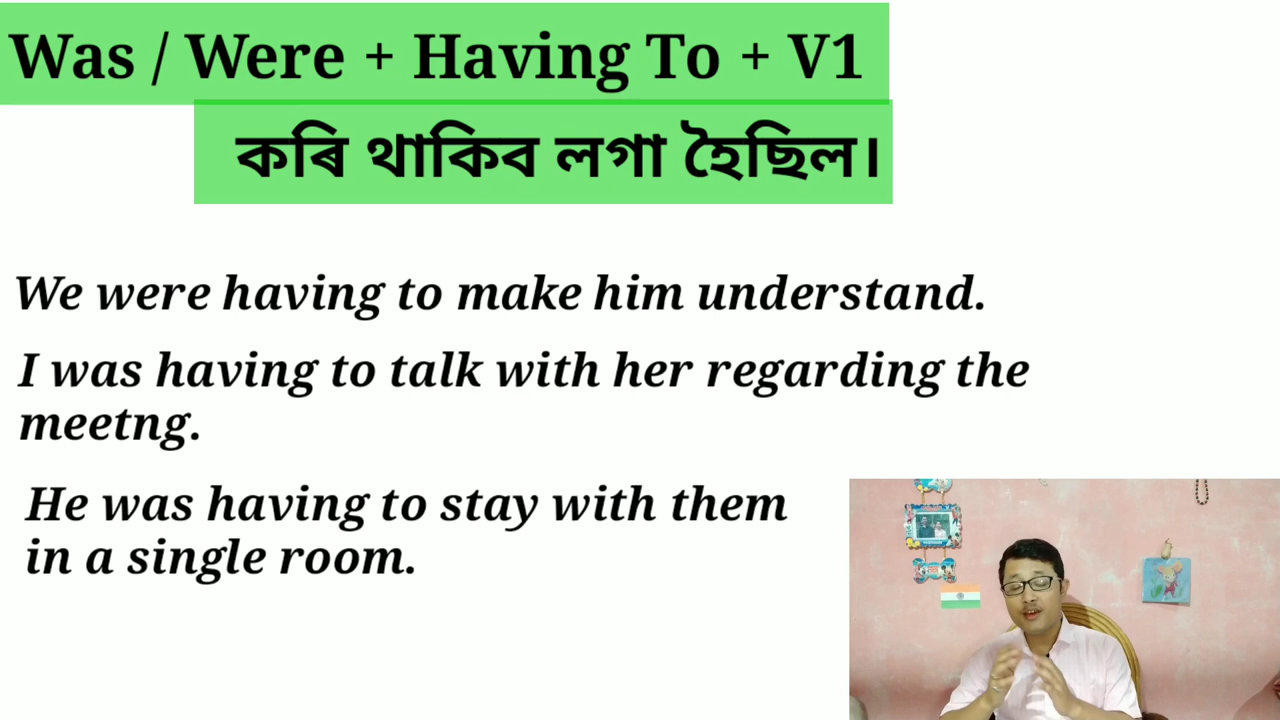 Was / Were + Having To + V1
কৰি থাকিব লগা হৈছিল।
We were having to make him understand.
I was having to talk with her regarding the
meetng.
He was having to stay with them
in a single room.